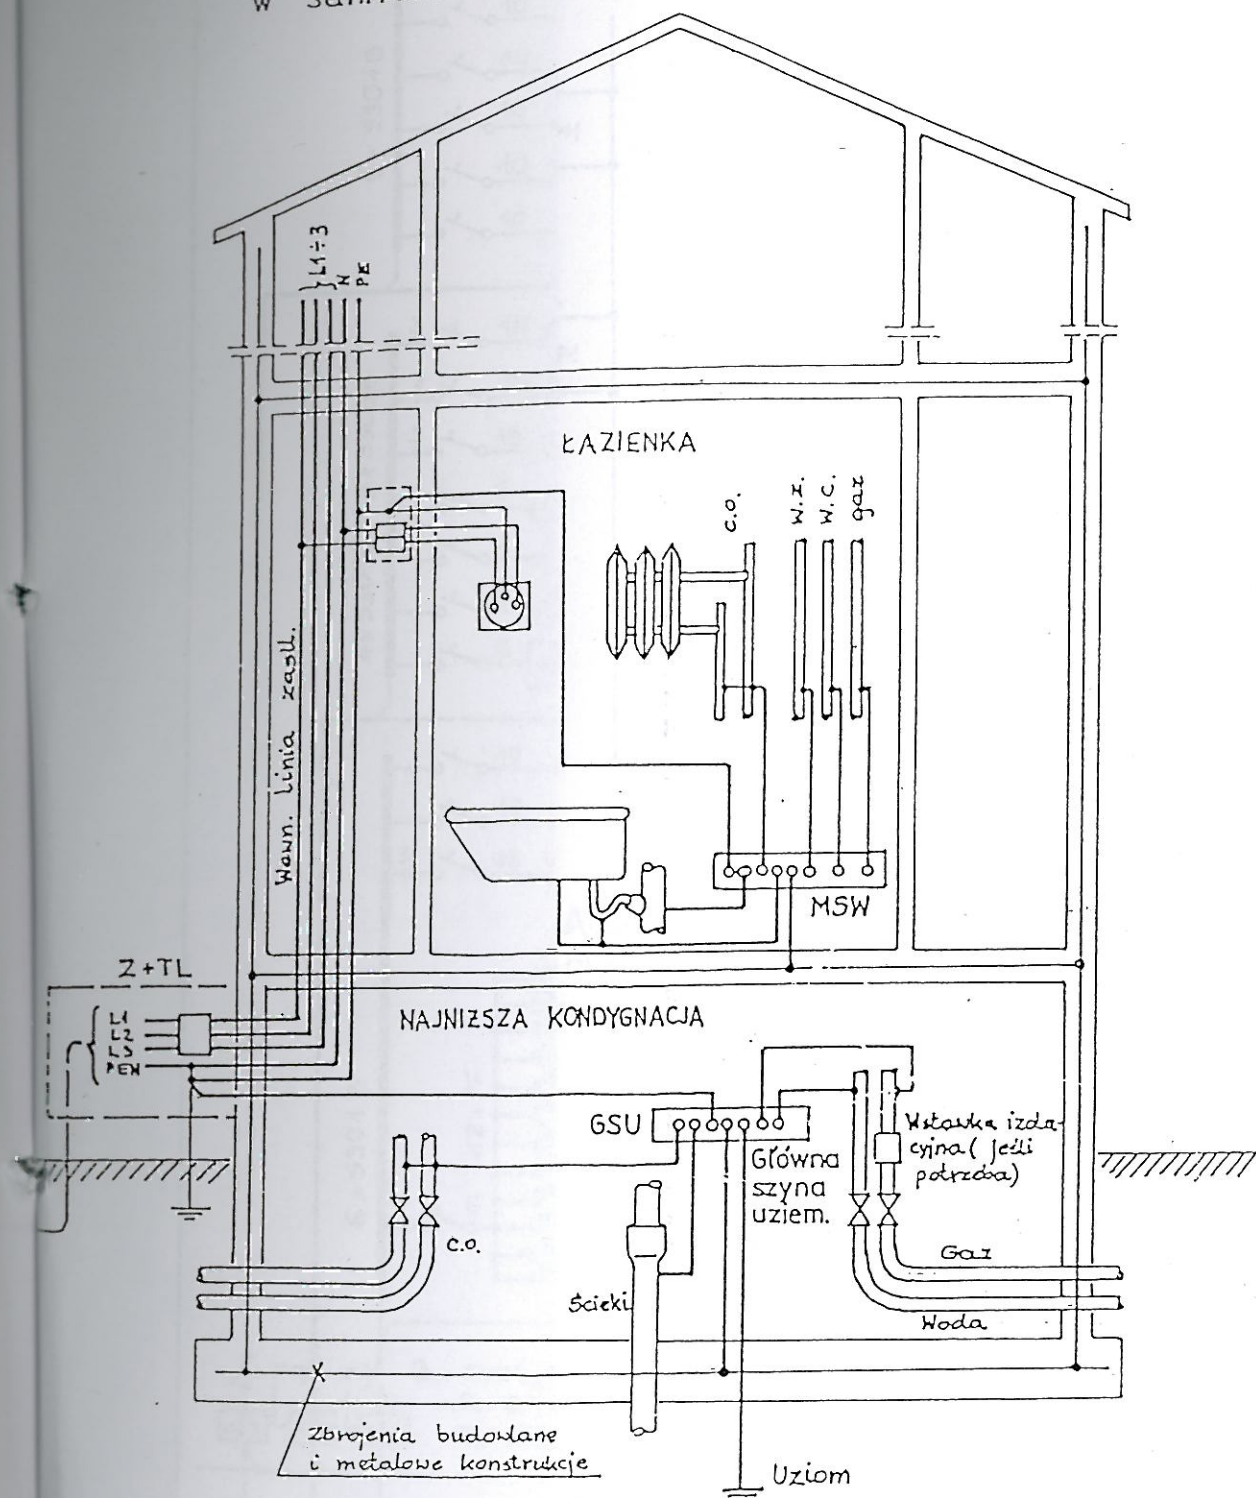 w
L1÷3
N
PE
ŁAZIENKA
c.o.
w.z.
w.c.
gaz
Wewn. linia zasil.
MSW
Z+TL
L1
L2
L3
PEN
NAJNIŻSZA KONDYGNACJA
GSU
Główna
szyna
uziem.
Wstawka izola-
cyjna (jeśli
potrzeba)
c.o.
Gaz
Ścieki
Woda
Zbrojenia budowlane
i metalowe konstrukcje
Uziom